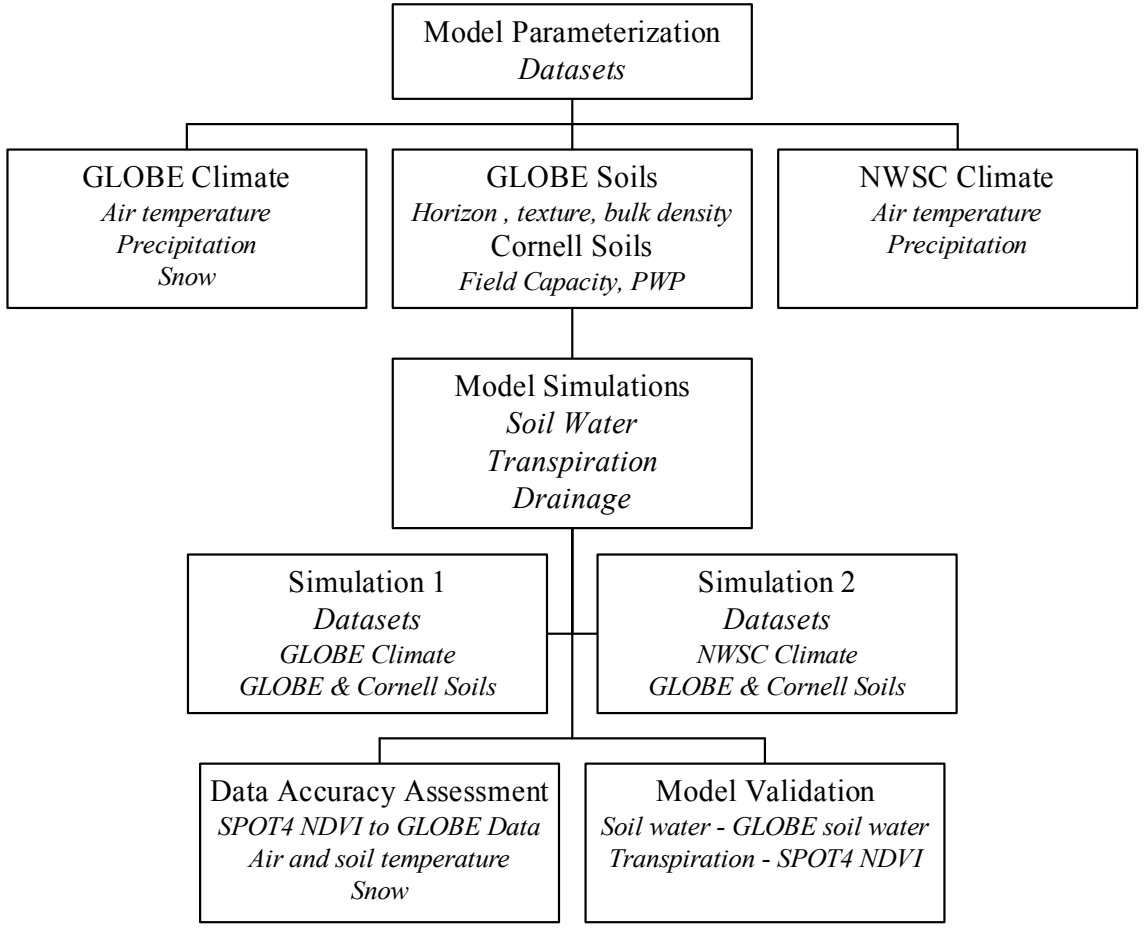 Model Parameterization
Datasets
GLOBE Climate
Air temperature
Precipitation
Snow
GLOBE Soils
Horizon , texture, bulk density
Cornell Soils
Field Capacity, PWP
NWSC Climate
Air temperature
Precipitation
Model Simulations
Soil Water
Transpiration
Drainage
Simulation 1
Datasets
GLOBE Climate
GLOBE & Cornell Soils
Simulation 2
Datasets
NWSC Climate
GLOBE & Cornell Soils
Data Accuracy Assessment
SPOT4 NDVI to GLOBE Data
Air and soil temperature
Snow
Model Validation
Soil water - GLOBE soil water
Transpiration - SPOT4 NDVI